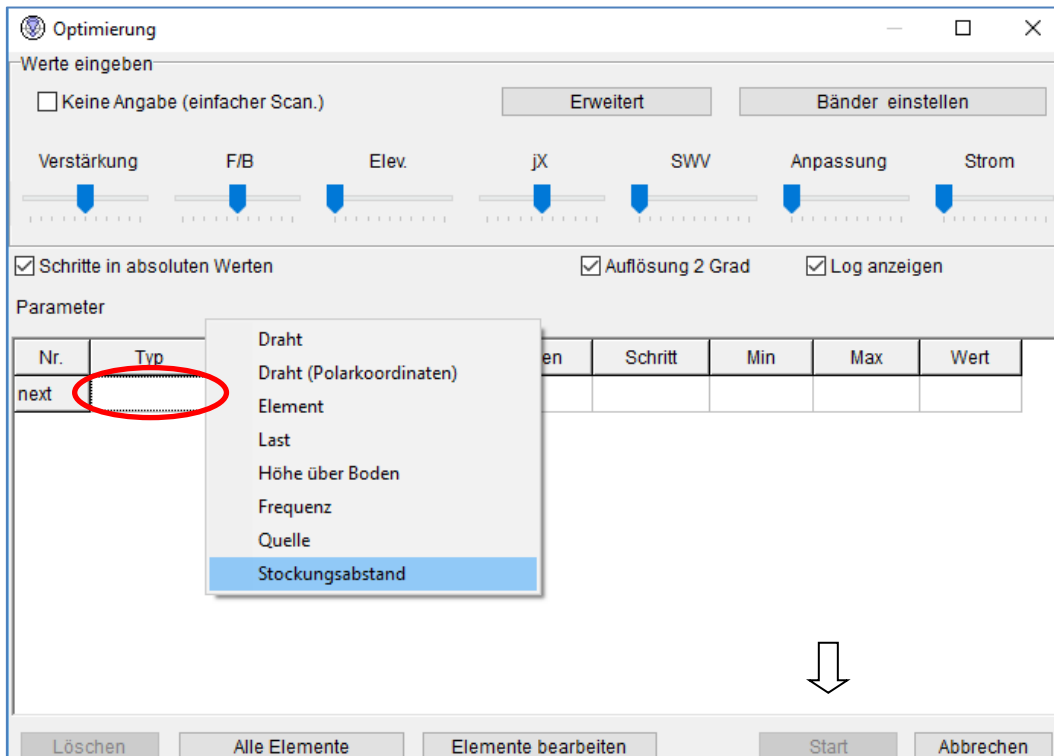 Optimierung
Werte eingeben
Keine Angabe (einfacher Scan.)
Erweitert
Bänder einstellen
Verstärkung F/B Elev. jX SWV Anpassung Strom
Schritte in absoluten Werten
Auflösung 2 Grad
Log anzeigen
Parameter
Nr. Typ en Schritt Min Max Wert
next
Draht
Draht (Polarkoordinaten)
Element
Last
Höhe über Boden
Frequenz
Quelle
Stockungsabstand
Löschen
Alle Elemente
Elemente bearbeiten
Start
Abbrechen